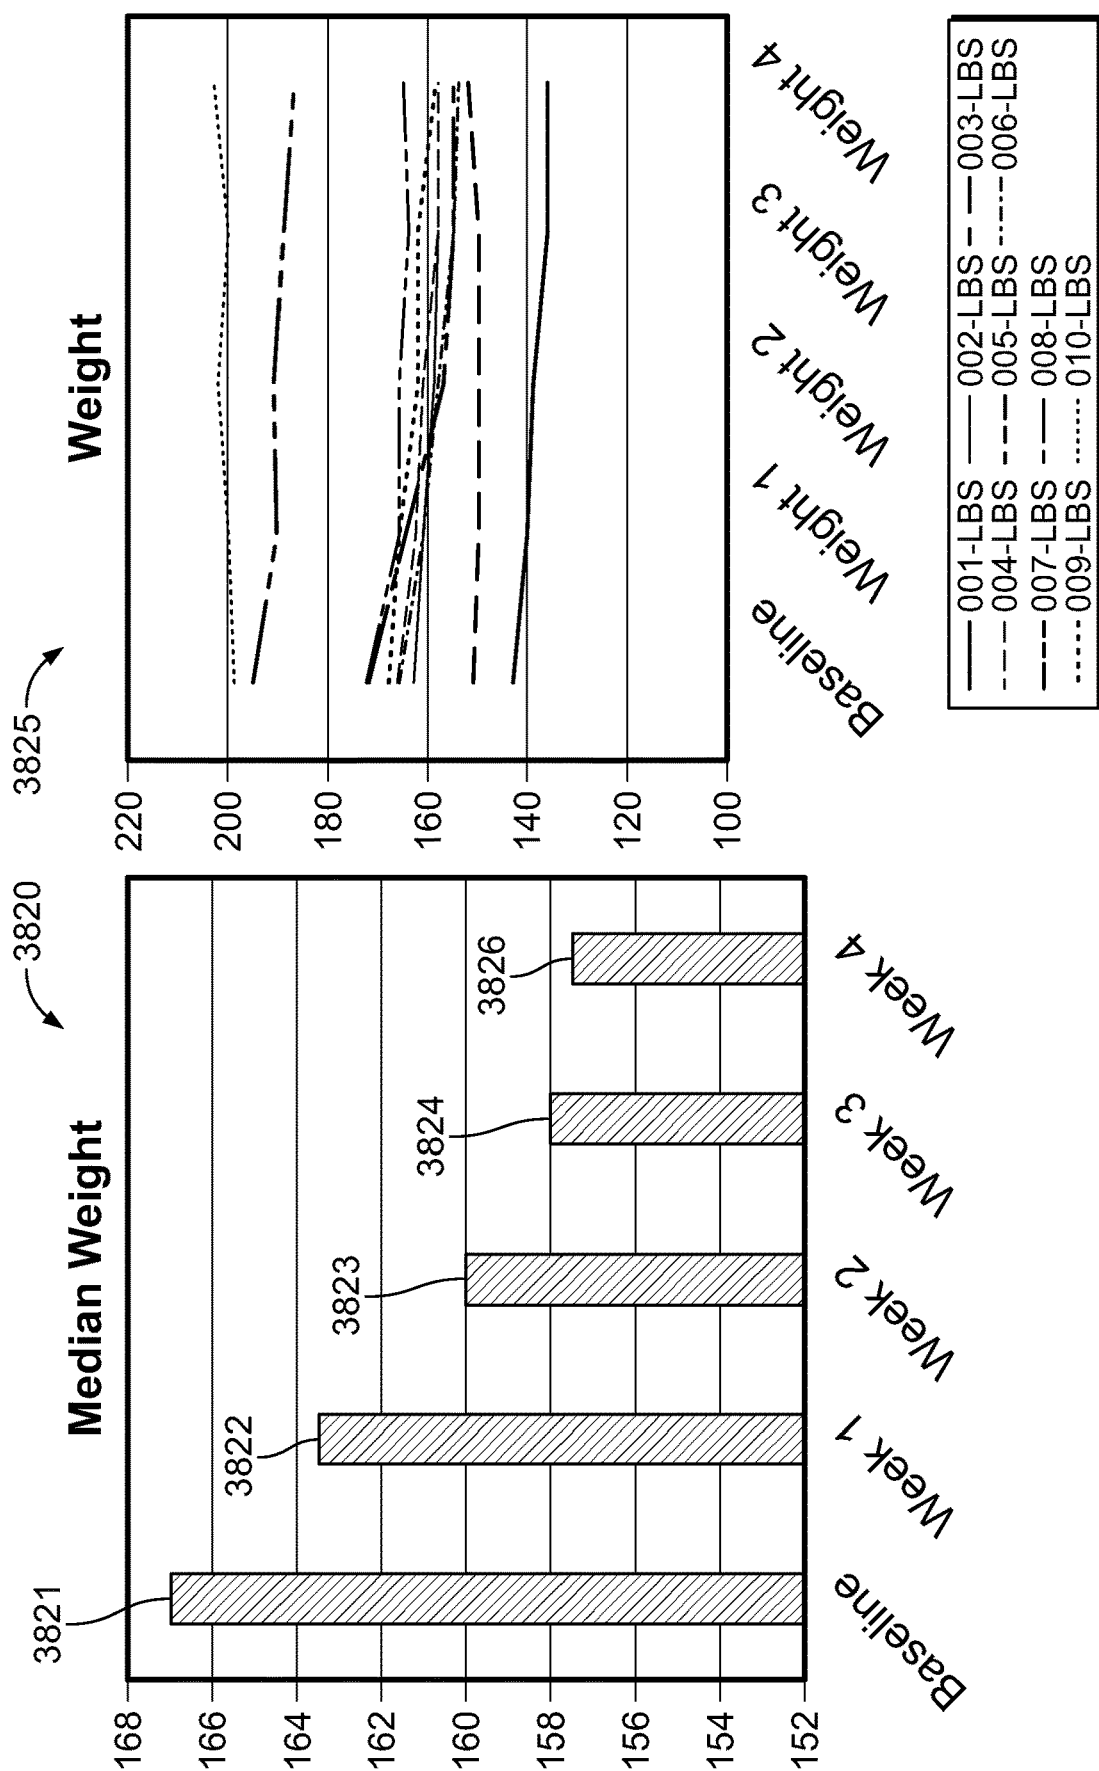 3820
Median Weight
168
166
164
162
160
158
156
154
152
3821
3822
3823
3824
3826
Baseline
Week 1
Week 2
Week 3
Week 4
3825
Weight
220
200
180
160
140
120
100
Baseline
Weight 1
Weight 2
Weight 3
Weight 4
001-LBS 002-LBS 003-LBS
004-LBS 005-LBS 006-LBS
007-LBS 008-LBS
009-LBS 010-LBS